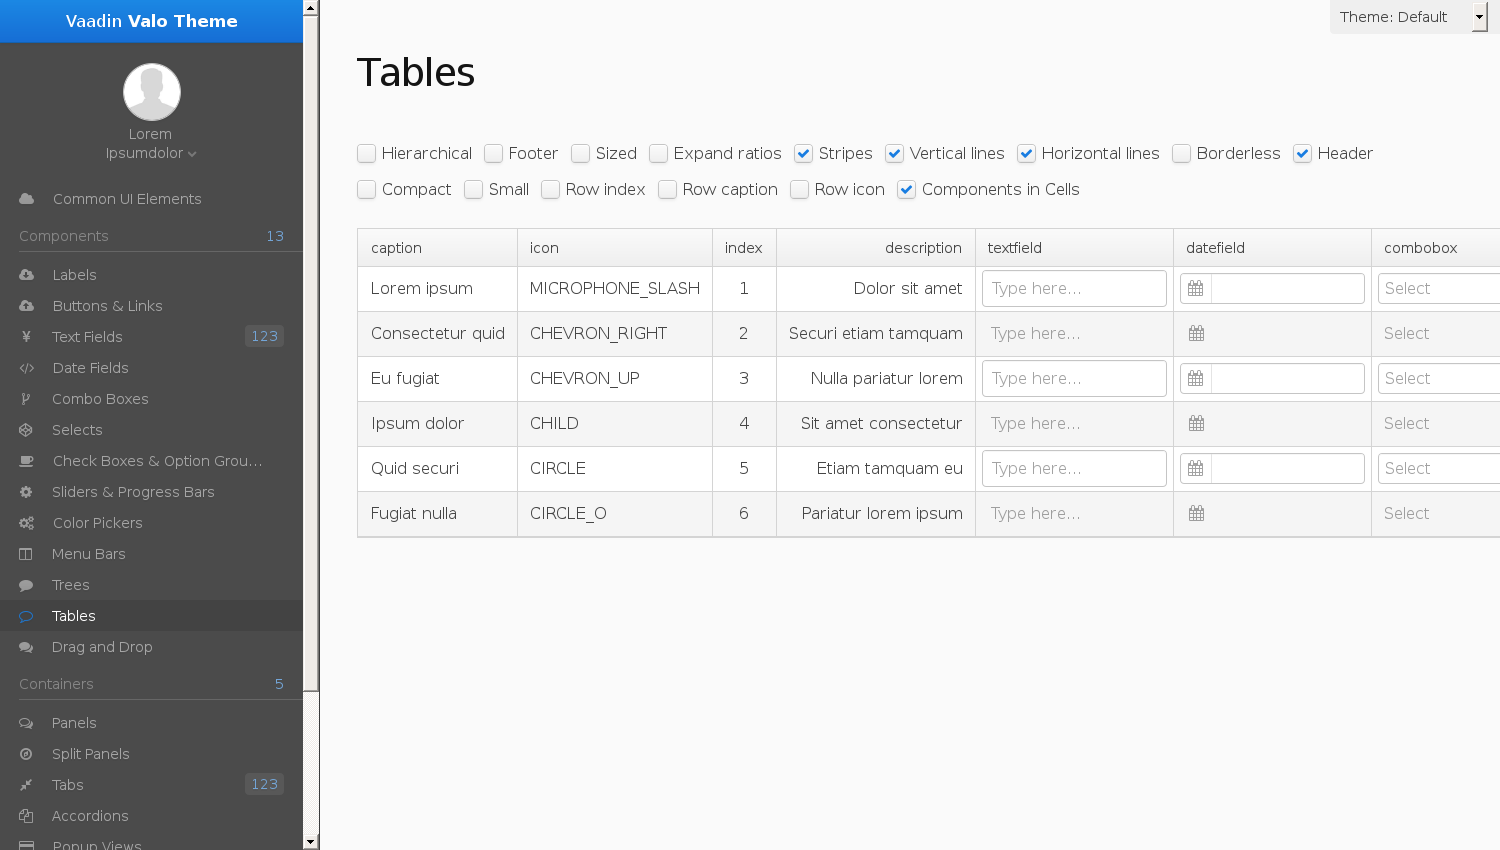 Vaadin Valo Theme
Lorem
Ipsumdolor
Common UI Elements
Components 13
Labels
Buttons & Links
Text Fields 123
Date Fields
Combo Boxes
Selects
Check Boxes & Option Grou...
Sliders & Progress Bars
Color Pickers
Menu Bars
Trees
Tables
Drag and Drop
Containers 5
Panels
Split Panels
Tabs 123
Accordions
Popup Views
Theme: Default
Tables
Hierarchical Footer Sized Expand ratios Stripes Vertical lines Horizontal lines Borderless Header
Compact Small Row index Row caption Row icon Components in Cells
caption icon index description textfield datefield combobox
Lorem ipsum MICROPHONE_SLASH 1 Dolor sit amet Type here... Select
Consectetur quid CHEVRON_RIGHT 2 Securi etiam tamquam Type here... Select
Eu fugiat CHEVRON_UP 3 Nulla pariatur lorem Type here... Select
Ipsum dolor CHILD 4 Sit amet consectetur Type here... Select
Quid securi CIRCLE 5 Etiam tamquam eu Type here... Select
Fugiat nulla CIRCLE_O 6 Pariatur lorem ipsum Type here... Select